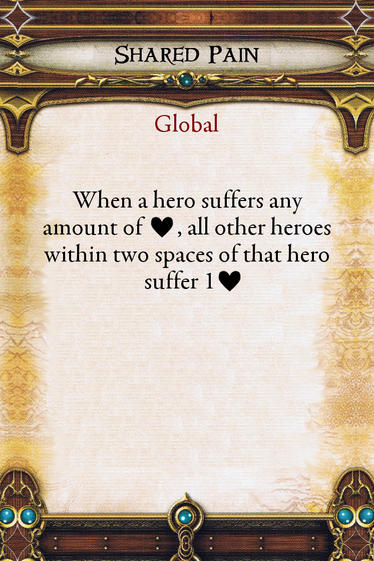 Shared Pain
Global
When a hero suffers any
amount of ♥, all other heroes
within two spaces of that hero
suffer 1♥